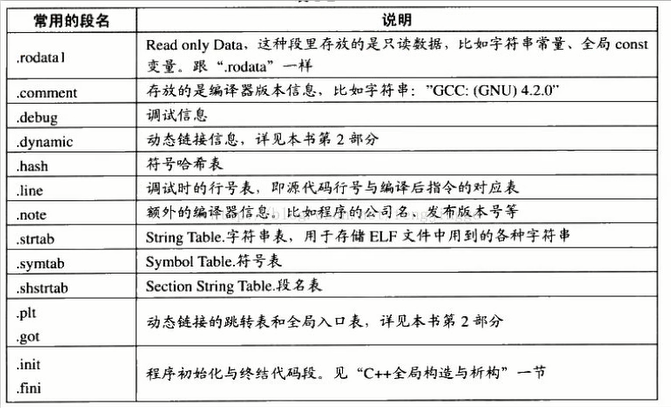 常用的段名 说明
.rodata1 Read only Data，这种段里存放的是只读数据，比如字符串常量、全局 const
变量。跟“.rodata”一样
.comment 存放的是编译器版本信息，比如字符串：”GCC: (GNU) 4.2.0”
.debug 调试信息
.dynamic 动态链接信息，详见本书第 2 部分
.hash 符号哈希表
.line 调试时的行号表，即源代码行号与编译后指令的对应表
.note 额外的编译器信息。比如程序的公司名、发布版本号等
.strtab String Table.字符串表，用于存储 ELF 文件中用到的各种字符串
.symtab Symbol Table.符号表
.shstrtab Section String Table.段名表
.plt
.got
动态链接的跳转表和全局入口表，详见本书第 2 部分
.init
.fini
程序初始化与终结代码段。见“C++全局构造与析构”一节